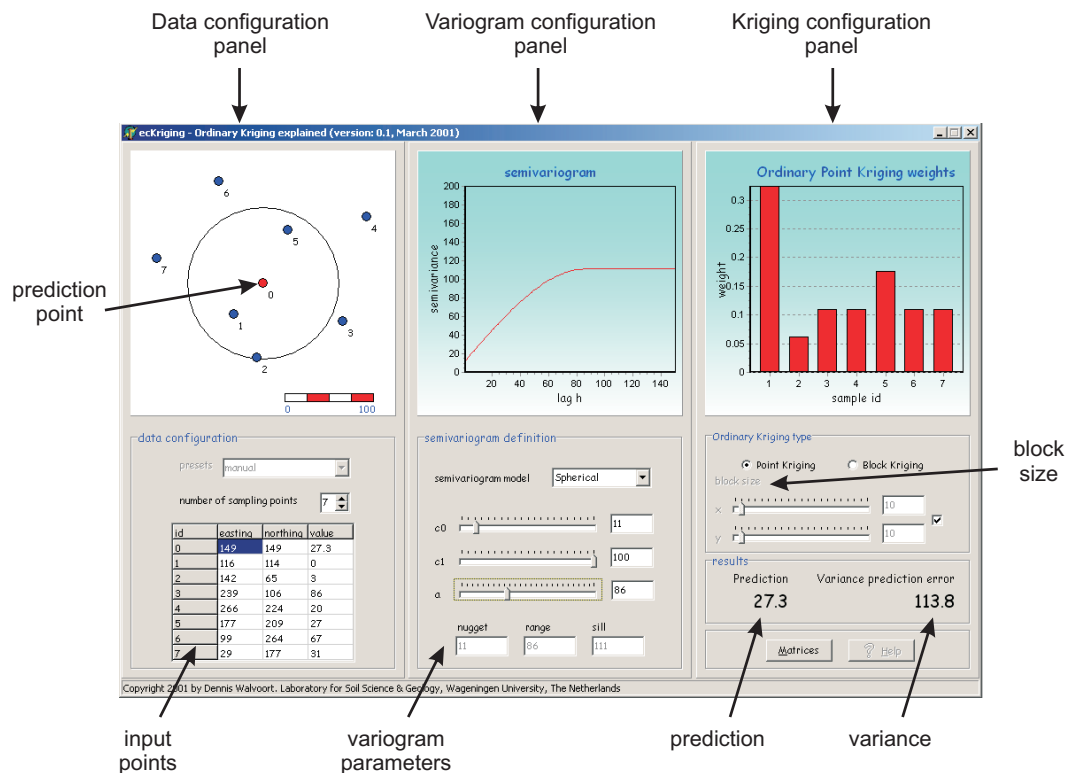 Data configuration
panel
Variogram configuration
panel
Kriging configuration
panel
ecKriging - Ordinary Kriging explained (version: 0.1, March 2001)
6
4
5
7
0
1
3
2
0 100
prediction
point
semivariogram
200
180
160
140
120
100
80
60
40
20
0
semivariance
20 40 60 80 100 120 140
lag h
Ordinary Point Kriging weights
0.3
0.25
0.2
0.15
0.1
0.05
0
weight
1 2 3 4 5 6 7
sample id
data configuration
presets manual
number of sampling points 7
id easting northing value
0 149 149 27.3
1 116 114 0
2 142 65 3
3 239 106 86
4 266 224 20
5 177 209 27
6 99 264 67
7 29 177 31
semivariogram definition
semivariogram model Spherical
c0 11
c1 100
a 86
nugget range sill
11 86 111
Ordinary Kriging type
Point Kriging Block Kriging
block size
x 10
y 10
block
size
results
Prediction Variance prediction error
27.3 113.8
Matrices ? Help
Copyright 2001 by Dennis Walvoort. Laboratory for Soil Science & Geology, Wageningen University, The Netherlands
input
points
variogram
parameters
prediction
variance